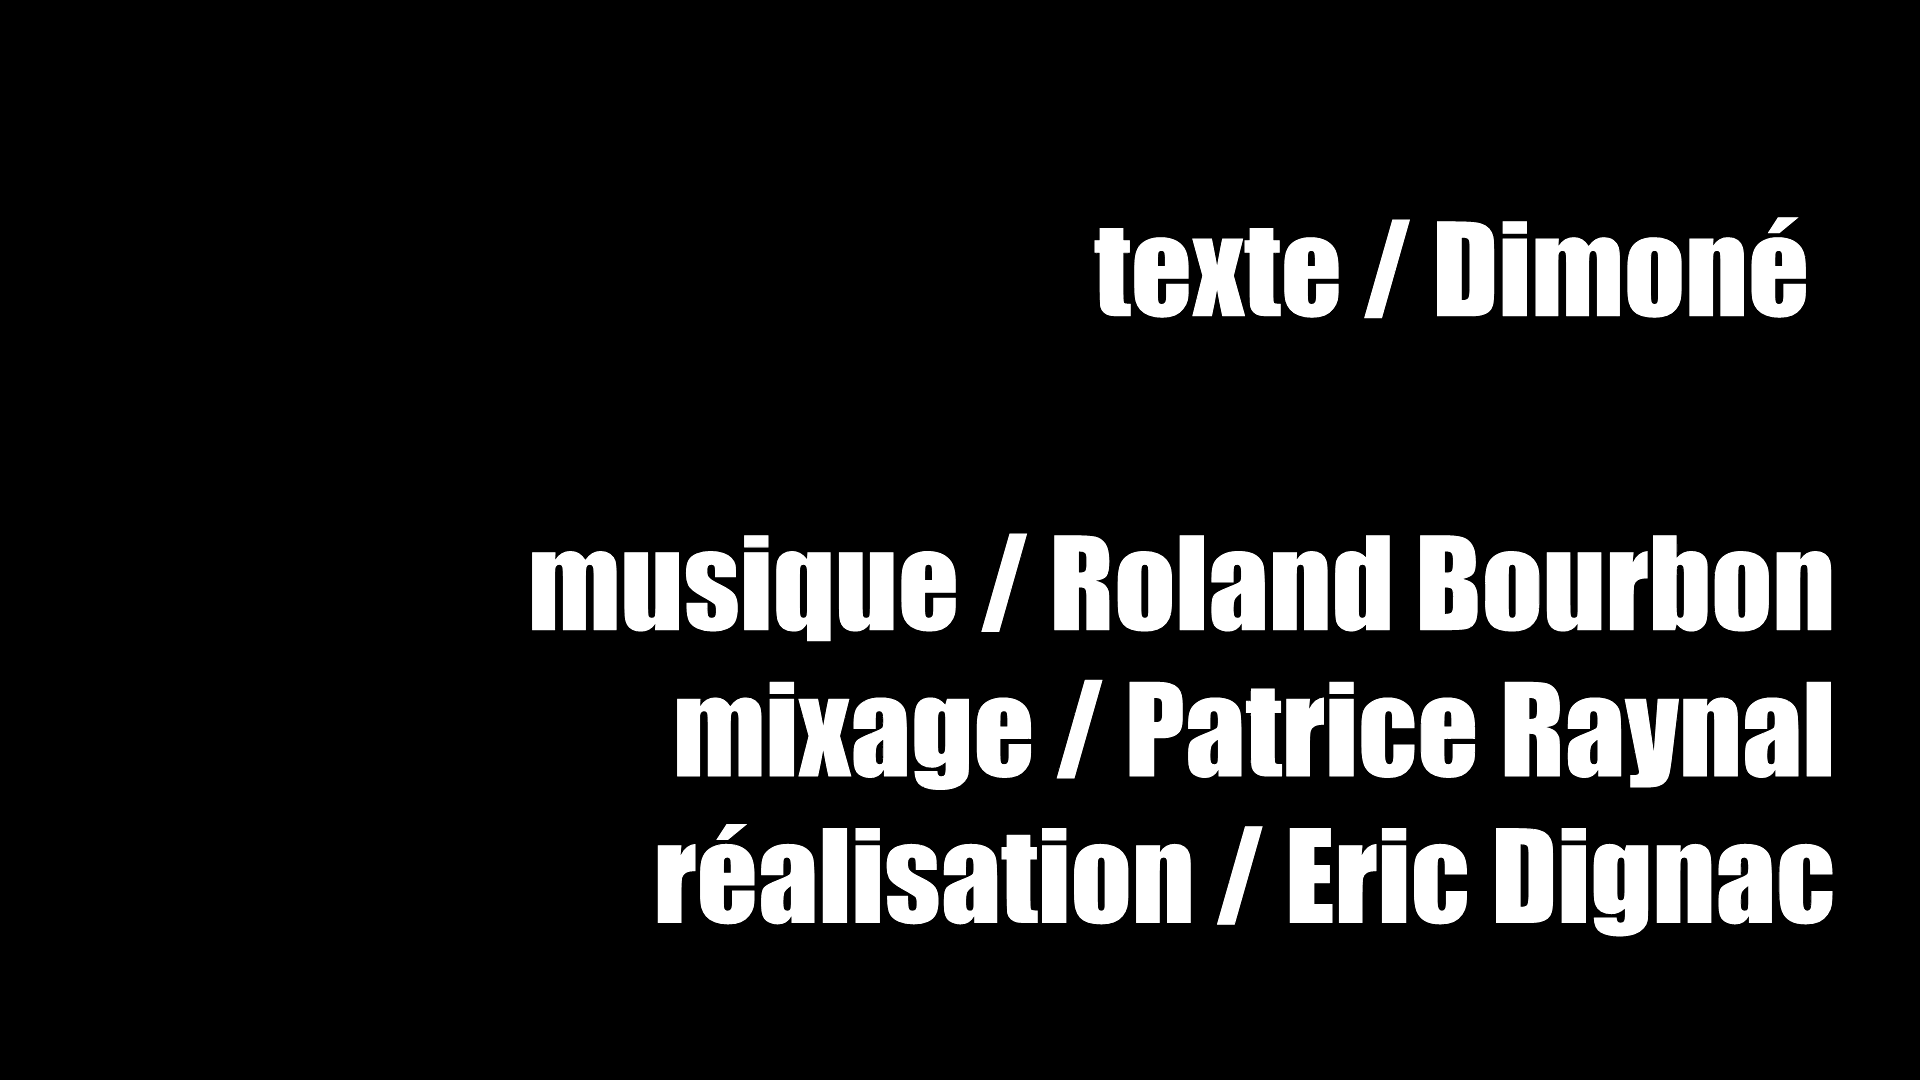 texte / Dimoné
musique / Roland Bourbon
mixage / Patrice Raynal
réalisation / Eric Dignac